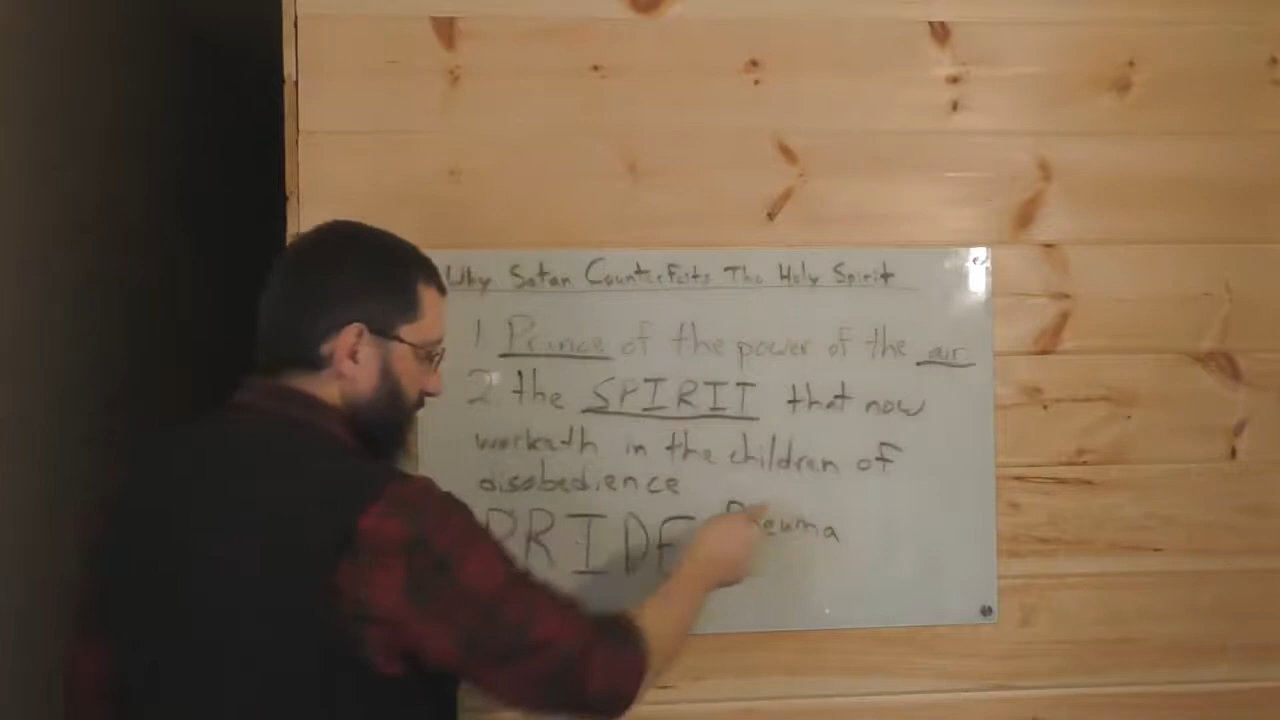 Why Satan Counterfeits The Holy Spirit
1 Prince of the power of the air
2 the SPIRIT that now
worketh in the children of
disobedience
PRIDE Pneuma